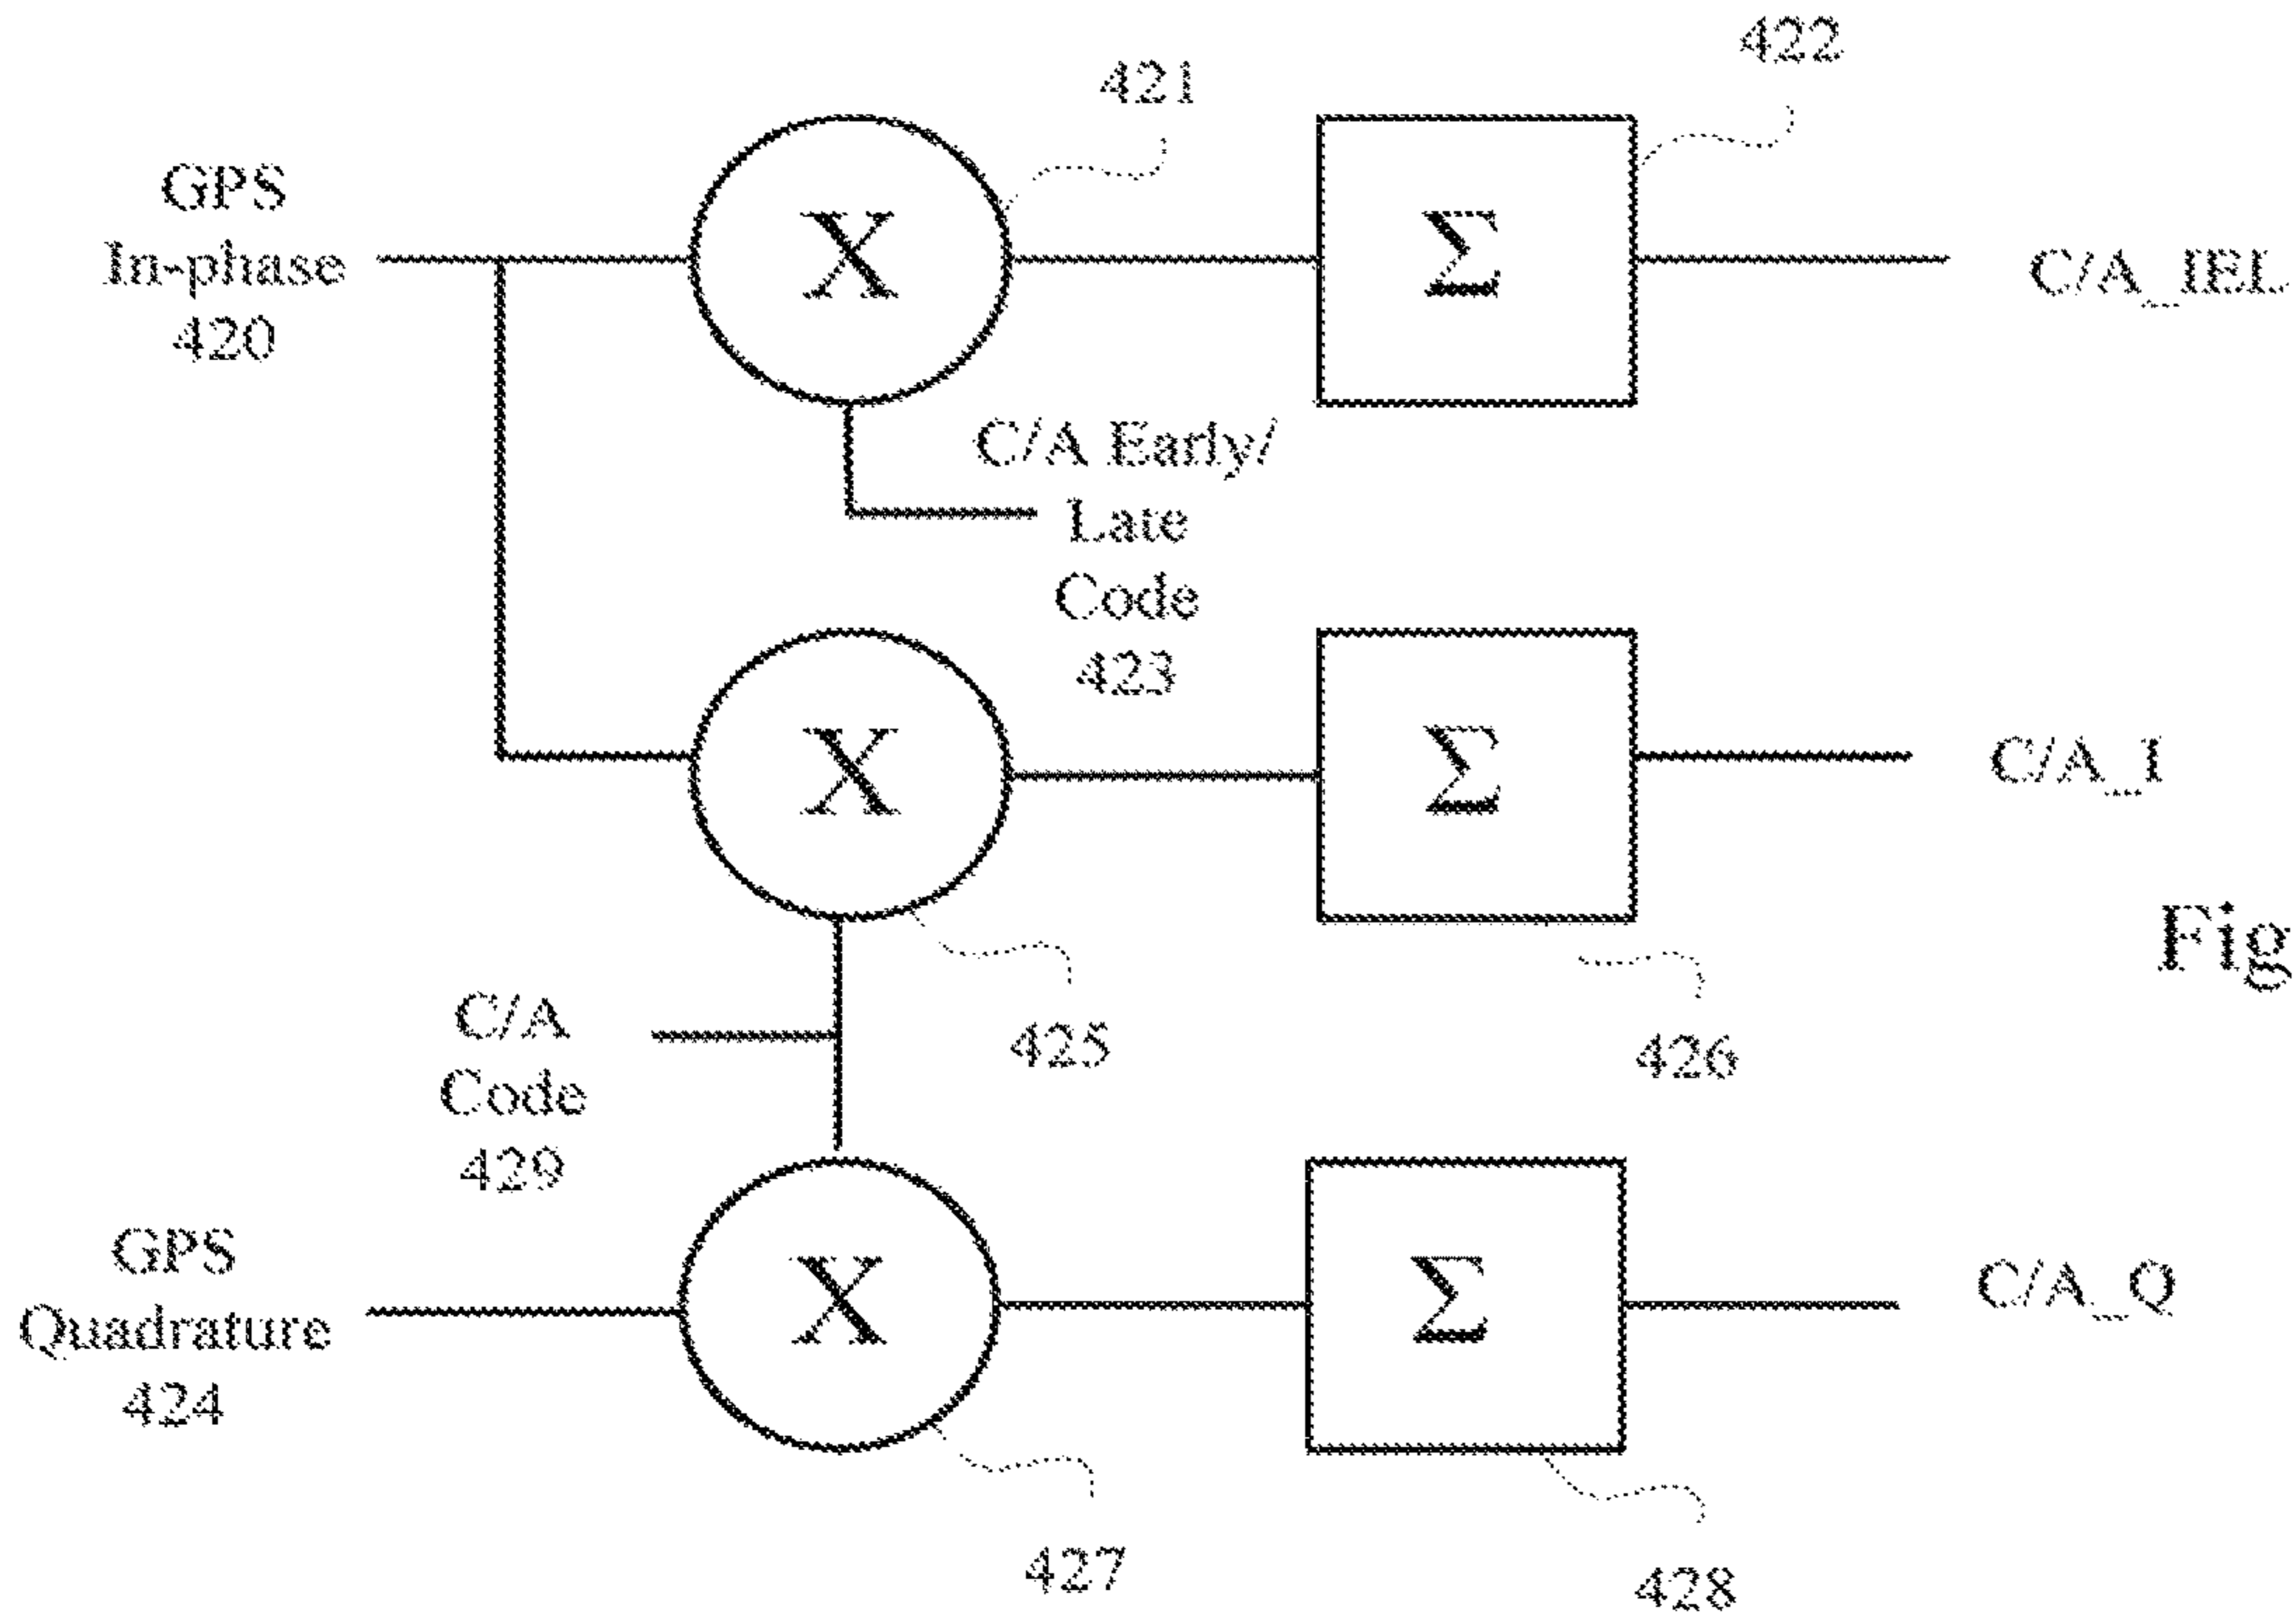 422
421
GPS
In-phase
420
X
Σ
C/A_IEL
C/A Early/
Late
Code
423
X
Σ
C/A_I
Fig
C/A
Code
429
425
426
GPS
Quadrature
424
X
Σ
C/A_Q
427
428